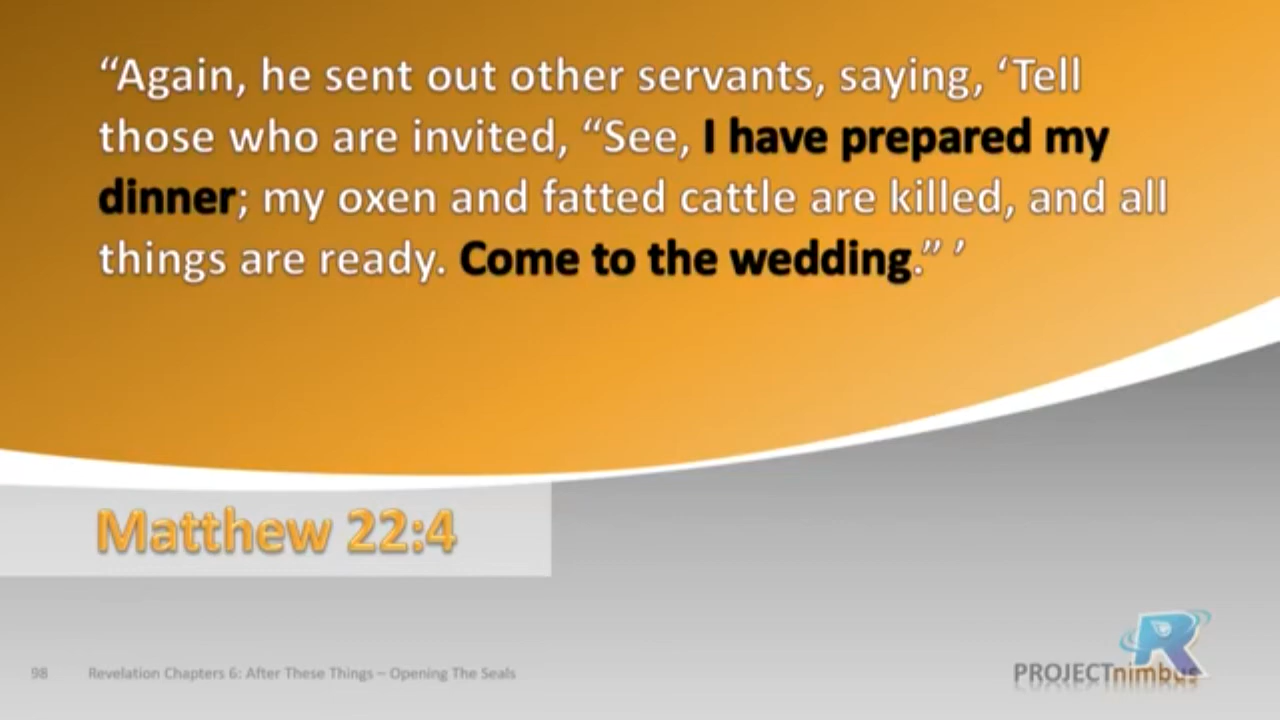 “Again, he sent out other servants, saying, ‘Tell
those who are invited, “See, I have prepared my
dinner; my oxen and fatted cattle are killed, and all
things are ready. Come to the wedding.” ’
Matthew 22:4
98 Revelation Chapters 6: After These Things – Opening The Seals
R
PROJECTnimbus